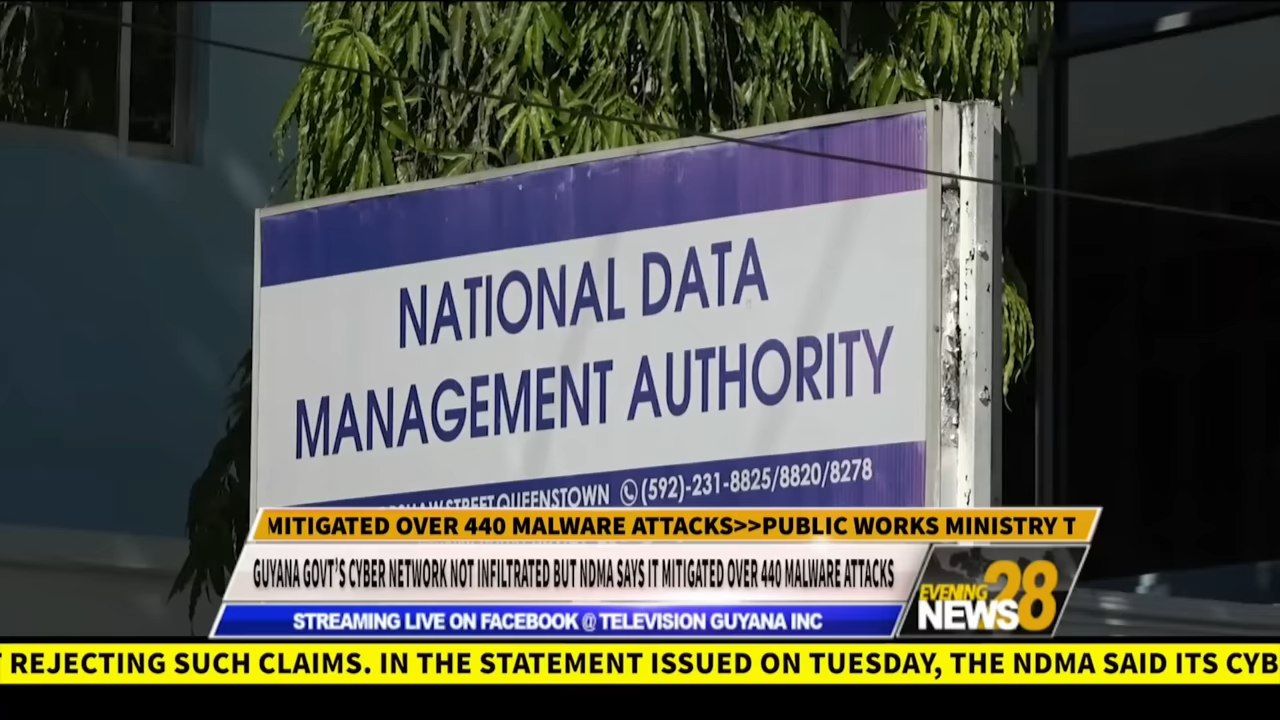 NATIONAL DATA
MANAGEMENT AUTHORITY
STREET QUEENSTOWN (592)-231-8825/8820/8278
MITIGATED OVER 440 MALWARE ATTACKS>>PUBLIC WORKS MINISTRY T
GUYANA GOVT'S CYBER NETWORK NOT INFILTRATED BUT NDMA SAYS IT MITIGATED OVER 440 MALWARE ATTACKS
EVENING NEWS 28
STREAMING LIVE ON FACEBOOK @ TELEVISION GUYANA INC
REJECTING SUCH CLAIMS. IN THE STATEMENT ISSUED ON TUESDAY, THE NDMA SAID ITS CYB